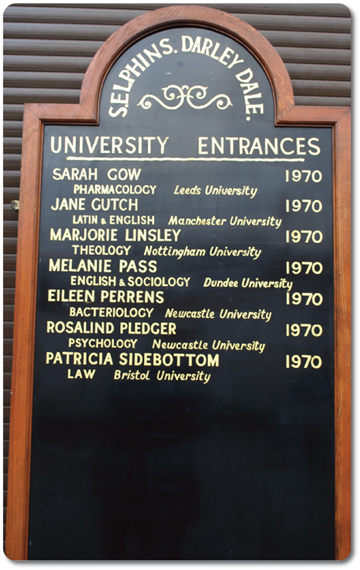 S.ELPHINS. DARLEY DALE.
UNIVERSITY ENTRANCES
SARAH GOW 1970
PHARMACOLOGY Leeds University
JANE GUTCH 1970
LATIN & ENGLISH Manchester University
MARJORIE LINSLEY 1970
THEOLOGY Nottingham University
MELANIE PASS 1970
ENGLISH & SOCIOLOGY Dundee University
EILEEN PERRENS 1970
BACTERIOLOGY Newcastle University
ROSALIND PLEDGER 1970
PSYCHOLOGY Newcastle University
PATRICIA SIDEBOTTOM 1970
LAW Bristol University